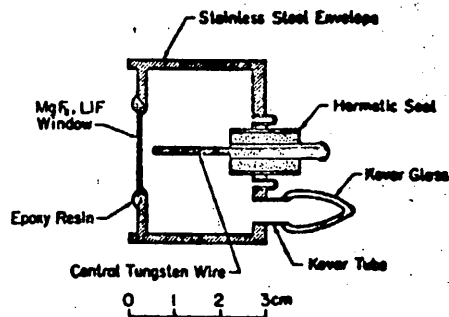 Stainless Steel Envelope
MgF₂, LiF
Window
Hermetic Seal
Kovar Glass
Epoxy Resin
Central Tungsten Wire
Kovar Tube
0 1 2 3cm